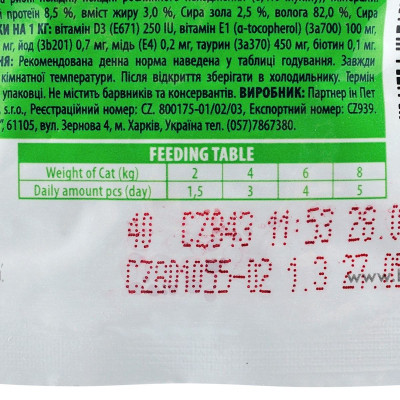 й протеїн 8,5 %, вміст жиру 3,0 %, Сира зола 2,5 %, волога 82,0 %, Сира
КИ НА 1 КГ: вітамін D3 (E671) 250 IU, вітамін E1 (α-tocopherol) (3a700) 100 мг,
мг, йод (3b201) 0,7 мг, мідь (E4) 0,2 мг, таурин (3a370) 450 мг, біотин 0,1 мг.
Рекомендована денна норма наведена у таблиці годування. Завжди
кімнатної температури. Після відкриття зберігати в холодильнику. Термін
упаковці. Не містить барвників та консервантів. ВИРОБНИК: Партнер ін Пет
s.r.o., Реєстраційний номер: CZ. 800175-01/02/03, Експортний номер: CZ939.
61105, вул. Зернова 4, м. Харків, Україна тел. (057)7867380.
FEEDING TABLE
Weight of Cat (kg) 2 4 6 8
Daily amount pcs (day) 1,5 3 4 5
40 CZ843 11:53 28.0
CZ801055-02 1.3 27.05